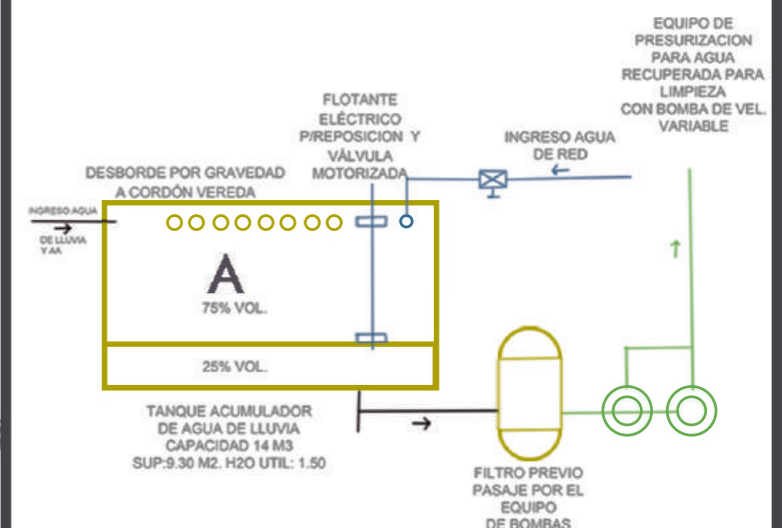 EQUIPO DE
PRESURIZACION
PARA AGUA
RECUPERADA PARA
LIMPIEZA
CON BOMBA DE VEL.
VARIABLE
FLOTANTE
ELÉCTRICO
P/REPOSICION Y
VÁLVULA
MOTORIZADA
INGRESO AGUA
DE RED
DESBORDE POR GRAVEDAD
A CORDÓN VEREDA
INGRESO AGUA
DE LLUVIA
Y AA
A
75% VOL.
25% VOL.
TANQUE ACUMULADOR
DE AGUA DE LLUVIA
CAPACIDAD 14 M3
SUP:9.30 M2. H2O UTIL: 1.50
FILTRO PREVIO
PASAJE POR EL
EQUIPO
DE BOMBAS